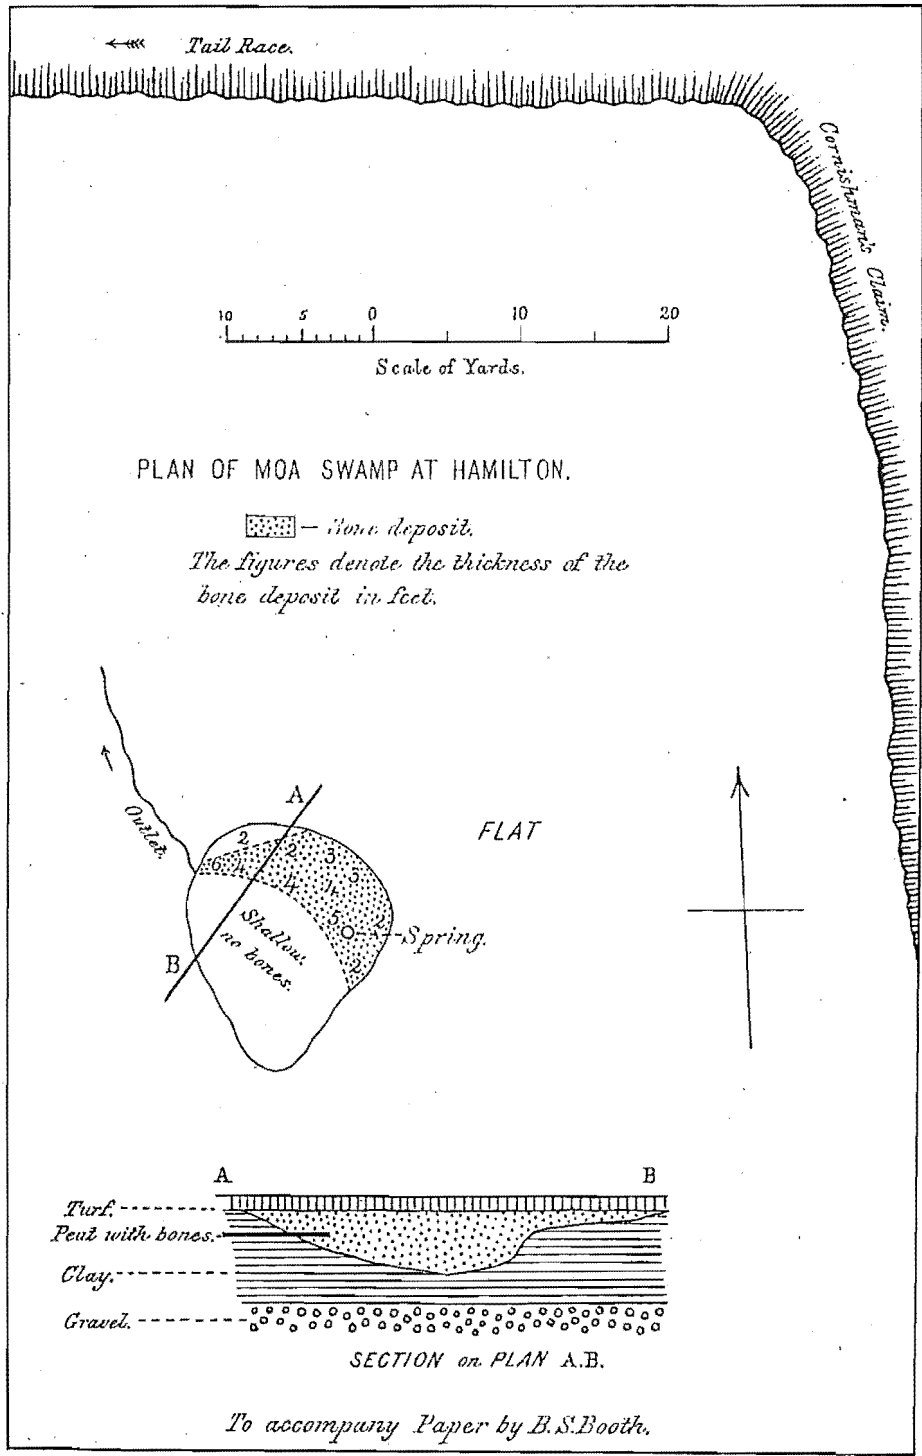 Tail Race.
Cornishman's Claim.
10 5 0 10 20
Scale of Yards.
PLAN OF MOA SWAMP AT HAMILTON.
— Bone deposit.
The figures denote the thickness of the
bone deposit in feet.
A
Outlet.
FLAT
2 2 3
6 4 4 4 3
5 2
Spring.
2
Shallow.
no bones.
B
A B
Turf.
Peat with bones.
Clay.
Gravel.
SECTION on PLAN A.B.
To accompany Paper by B.S.Booth.